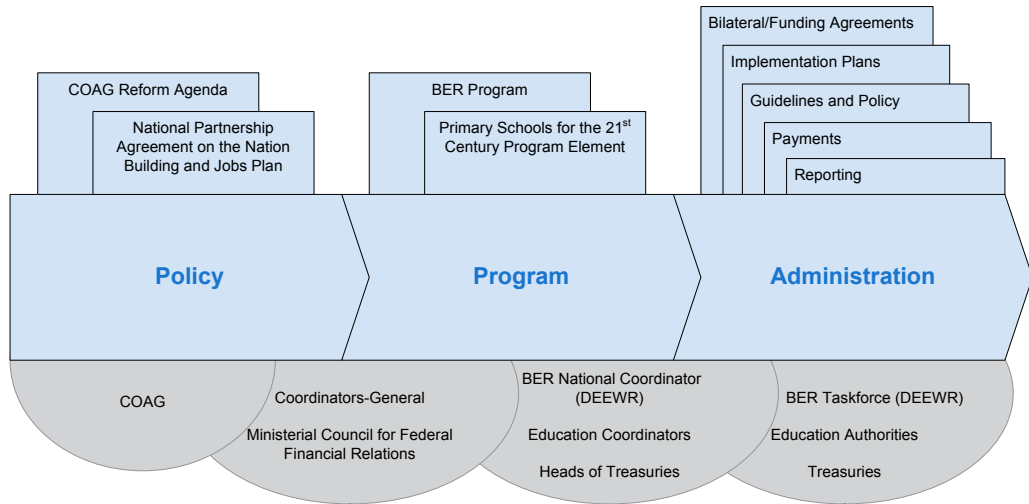 Bilateral/Funding Agreements
Implementation Plans
COAG Reform Agenda
BER Program
Guidelines and Policy
National Partnership
Agreement on the Nation
Building and Jobs Plan
Primary Schools for the 21st
Century Program Element
Payments
Reporting
Policy
Program
Administration
COAG
Coordinators-General
Ministerial Council for Federal
Financial Relations
BER National Coordinator
(DEEWR)
Education Coordinators
Heads of Treasuries
BER Taskforce (DEEWR)
Education Authorities
Treasuries